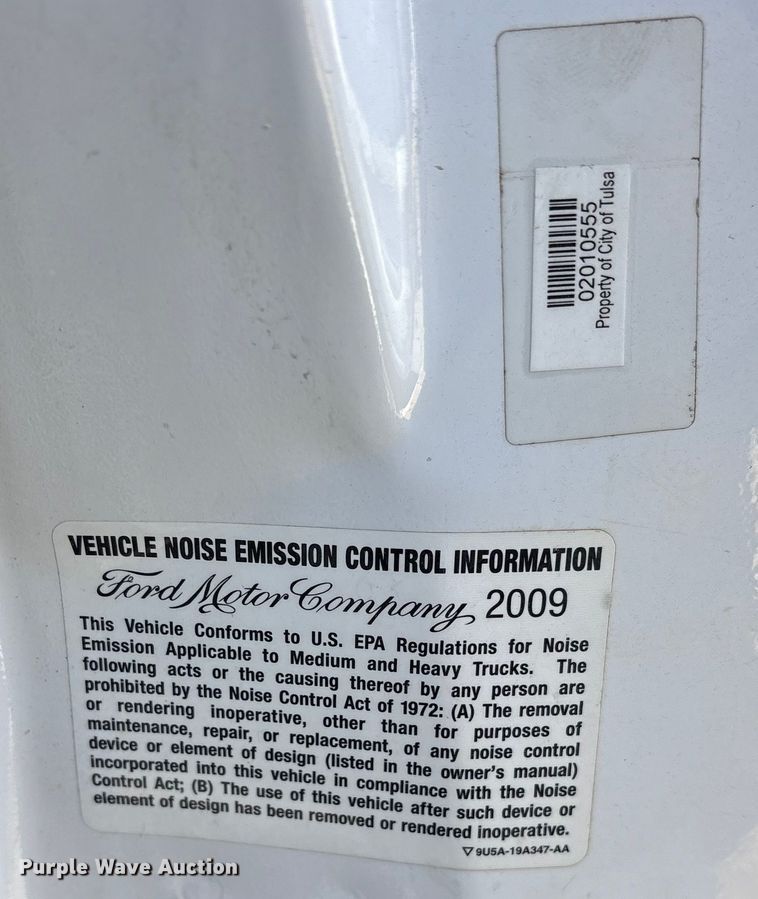 02010555
Property of City of Tulsa
VEHICLE NOISE EMISSION CONTROL INFORMATION
Ford Motor Company 2009
This Vehicle Conforms to U.S. EPA Regulations for Noise
Emission Applicable to Medium and Heavy Trucks. The
following acts or the causing thereof by any person are
prohibited by the Noise Control Act of 1972: (A) The removal
or rendering inoperative, other than for purposes of
maintenance, repair, or replacement, of any noise control
device or element of design (listed in the owner's manual)
incorporated into this vehicle in compliance with the Noise
Control Act; (B) The use of this vehicle after such device or
element of design has been removed or rendered inoperative.
9U5A-19A347-AA
Purple Wave Auction